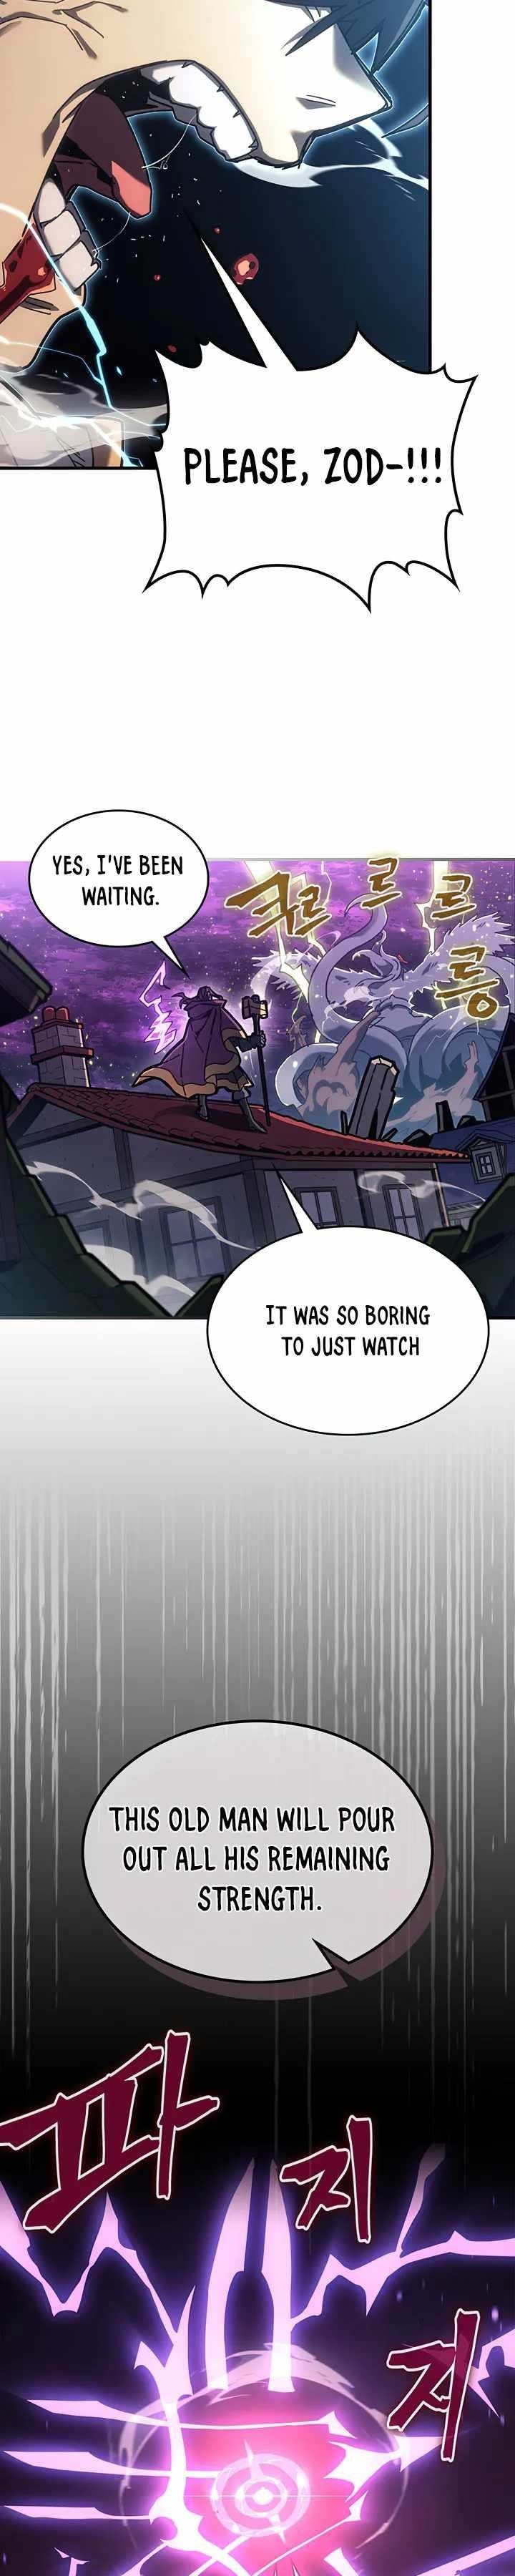 PLEASE, ZOD-!!!
YES, I'VE BEEN
WAITING.
크르르르릉
IT WAS SO BORING
TO JUST WATCH
THIS OLD MAN WILL POUR
OUT ALL HIS REMAINING
STRENGTH.
파지지